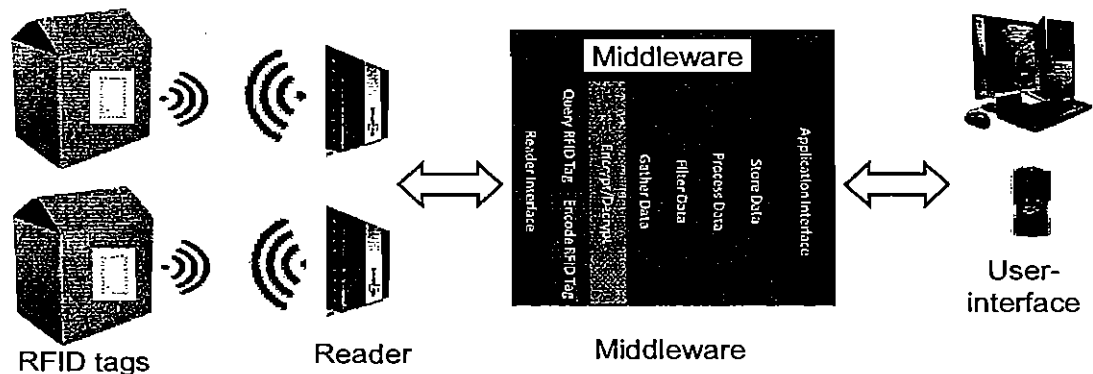 Middleware
Reader Interface
Query RFID Tag Encode RFID Tag
Encrypt/Decrypt
Gather Data
Filter Data
Process Data
Store Data
Application Interface
User-
interface
RFID tags
Reader
Middleware